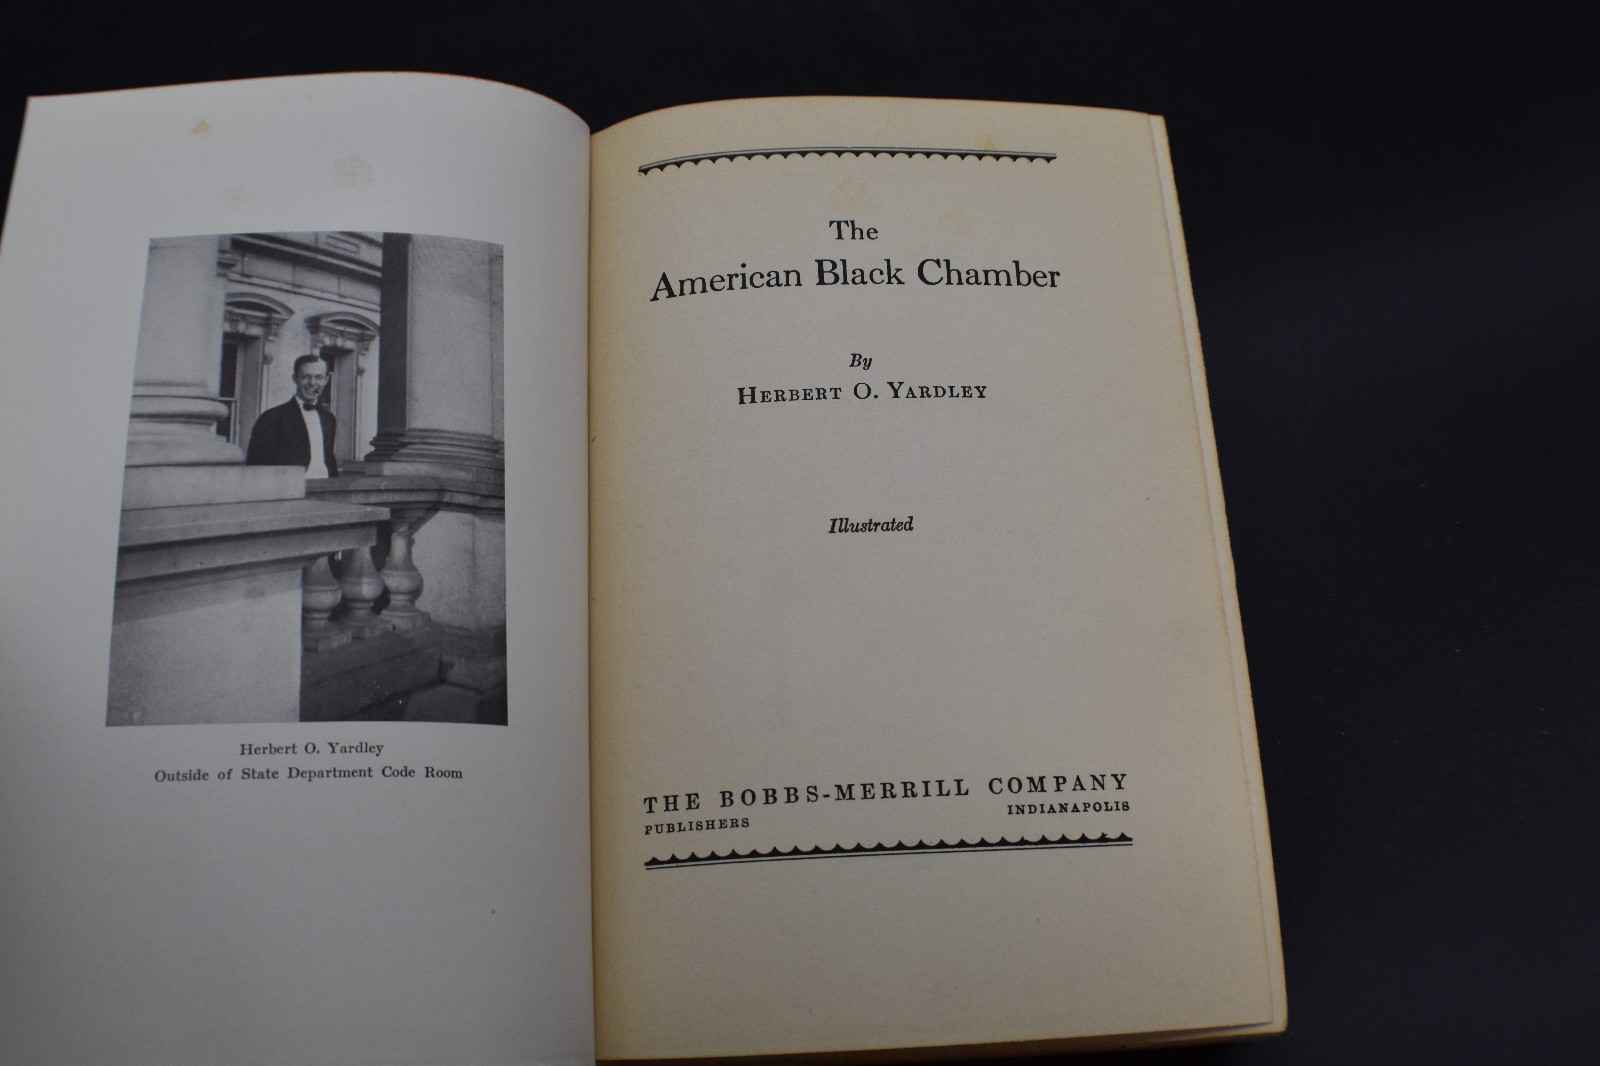 Herbert O. Yardley
Outside of State Department Code Room
The
American Black Chamber
By
HERBERT O. YARDLEY
Illustrated
THE BOBBS-MERRILL COMPANY
PUBLISHERS INDIANAPOLIS